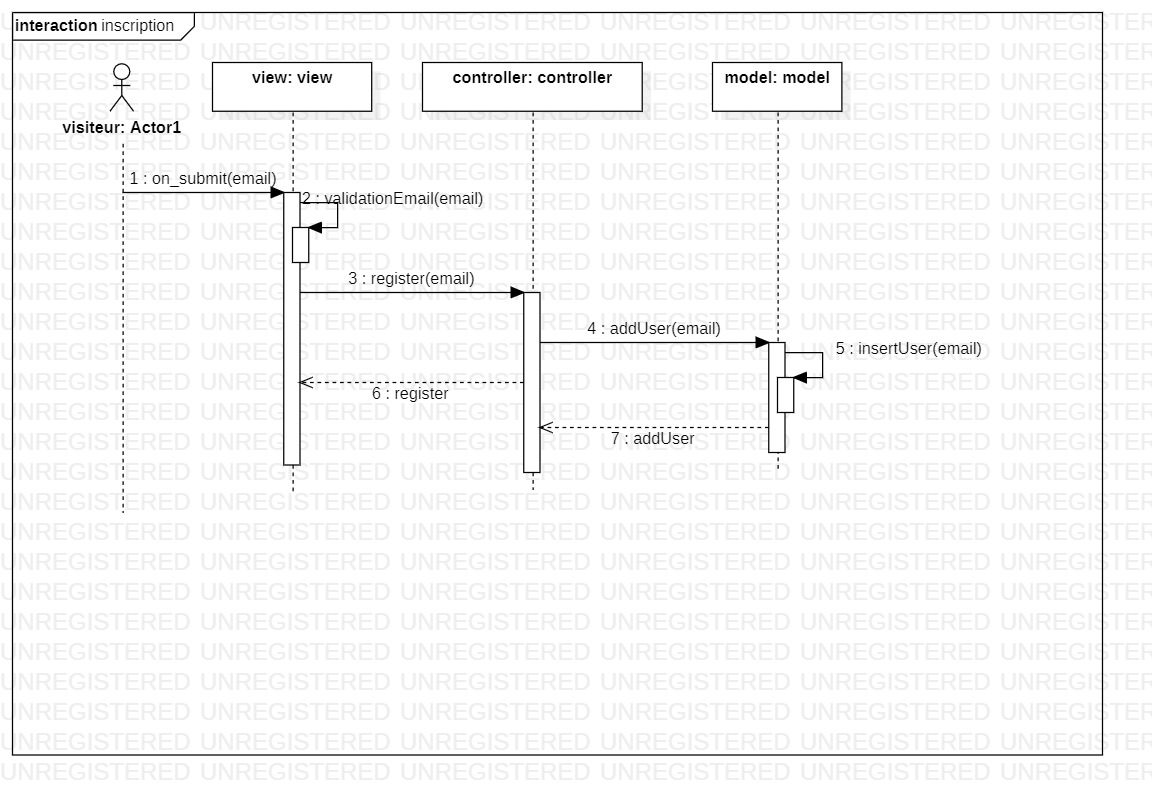 interaction inscription
visiteur: Actor1
view: view
controller: controller
model: model
1 : on_submit(email)
2 : validationEmail(email)
3 : register(email)
4 : addUser(email)
5 : insertUser(email)
6 : register
7 : addUser
UNREGISTERED UNREGISTERED UNREGISTERED UNREGISTERED UNREGISTERED UNREGISTERED